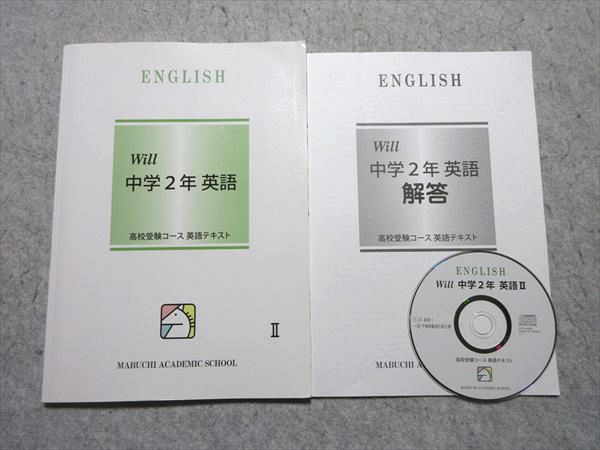 ENGLISH
Will
中学2年 英語
高校受験コース 英語テキスト
II
MABUCHI ACADEMIC SCHOOL
ENGLISH
Will
中学2年 英語
解答
高校受験コース 英語テキスト
MABUCHI A
ENGLISH
Will 中学2年 英語II
高校受験コース 英語テキスト
MABUCHI ACADEMIC SCHOOL